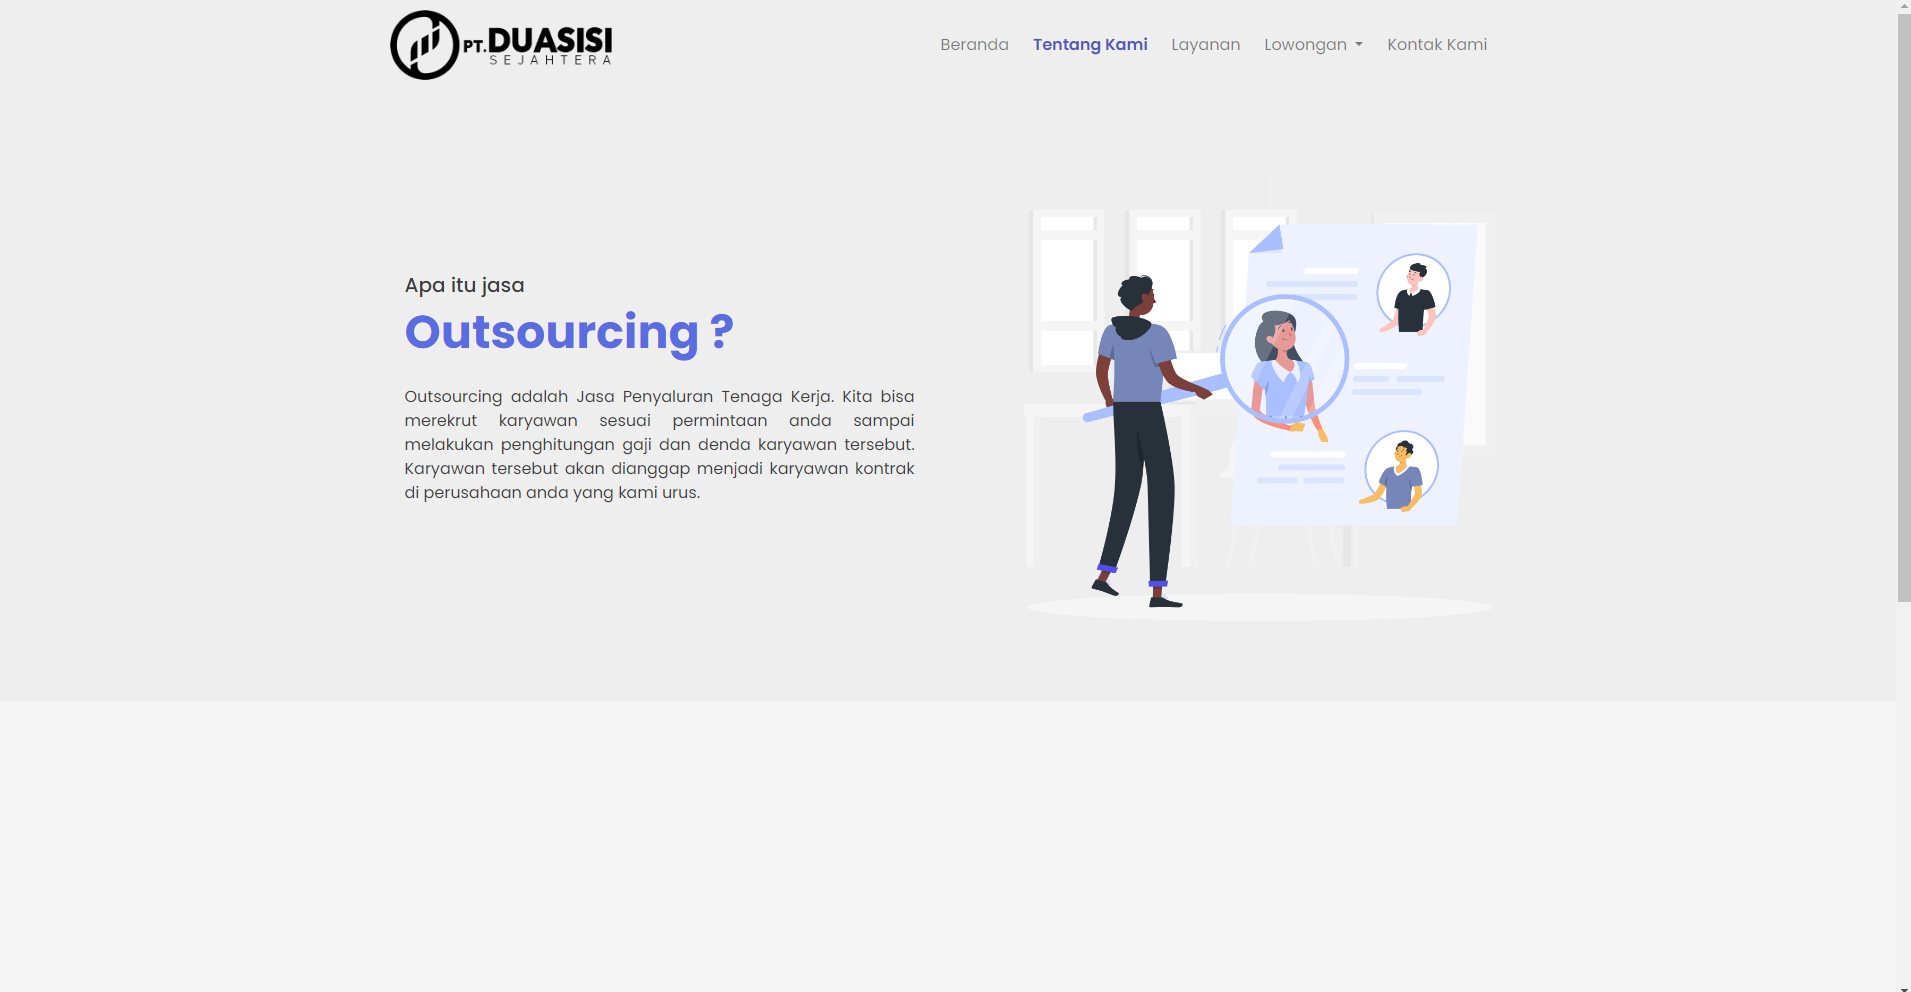 PT. DUASISI
SEJAHTERA
Beranda Tentang Kami Layanan Lowongan Kontak Kami
Apa itu jasa
Outsourcing ?
Outsourcing adalah Jasa Penyaluran Tenaga Kerja. Kita bisa
merekrut karyawan sesuai permintaan anda sampai
melakukan penghitungan gaji dan denda karyawan tersebut.
Karyawan tersebut akan dianggap menjadi karyawan kontrak
di perusahaan anda yang kami urus.